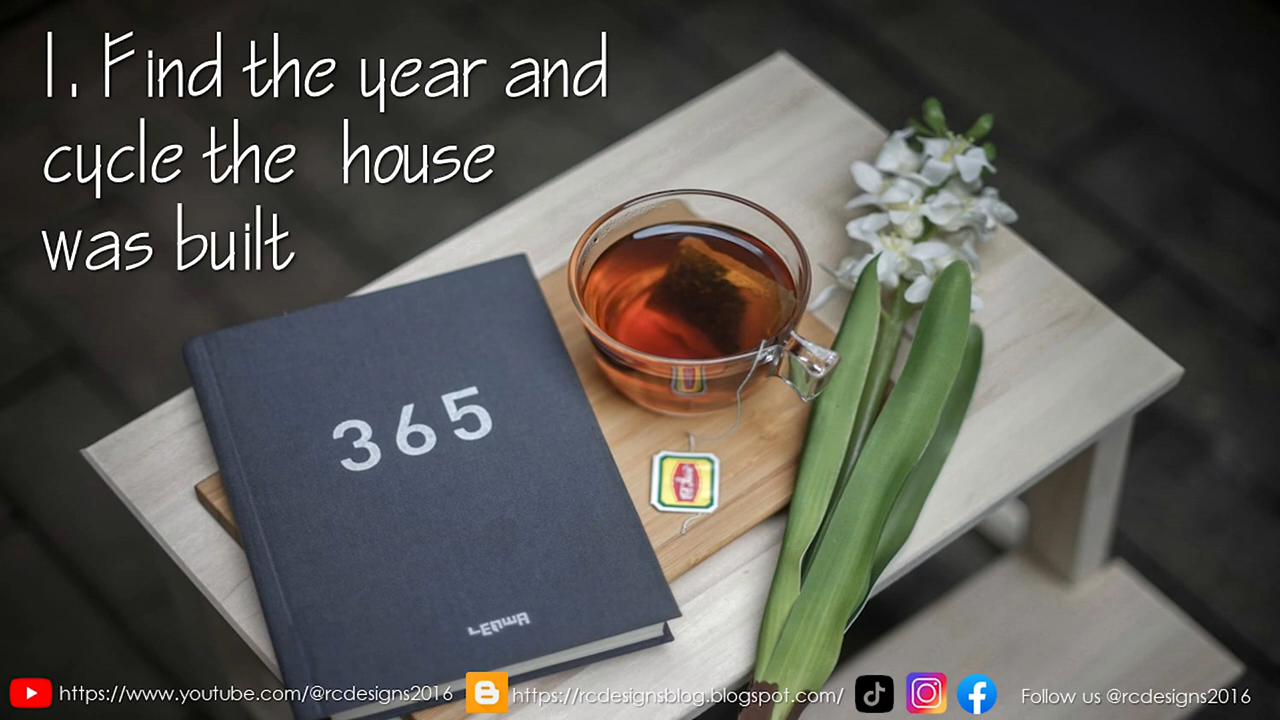 1. Find the year and
cycle the house
was built
365
https://www.youtube.com/@rcdesigns2016
https://rcdesignsblog.blogspot.com/
Follow us @rcdesigns2016